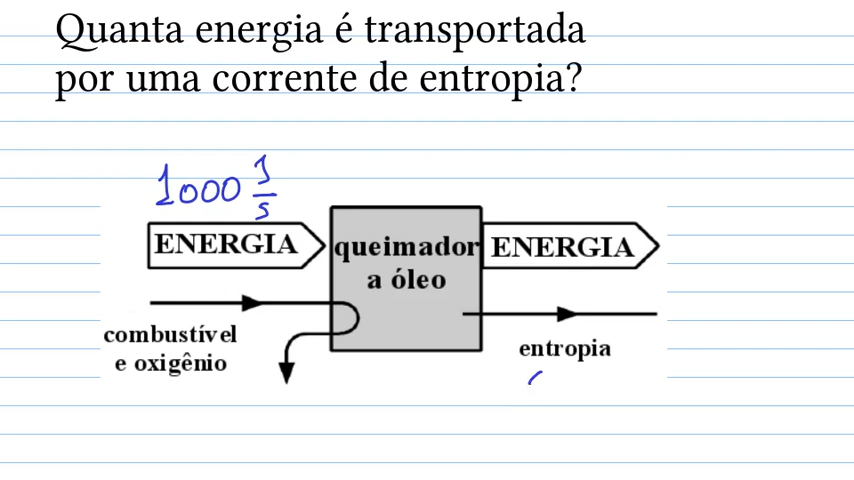 Quanta energia é transportada
por uma corrente de entropia?
1000 J/s
ENERGIA
queimador
a óleo
ENERGIA
combustível
e oxigênio
entropia